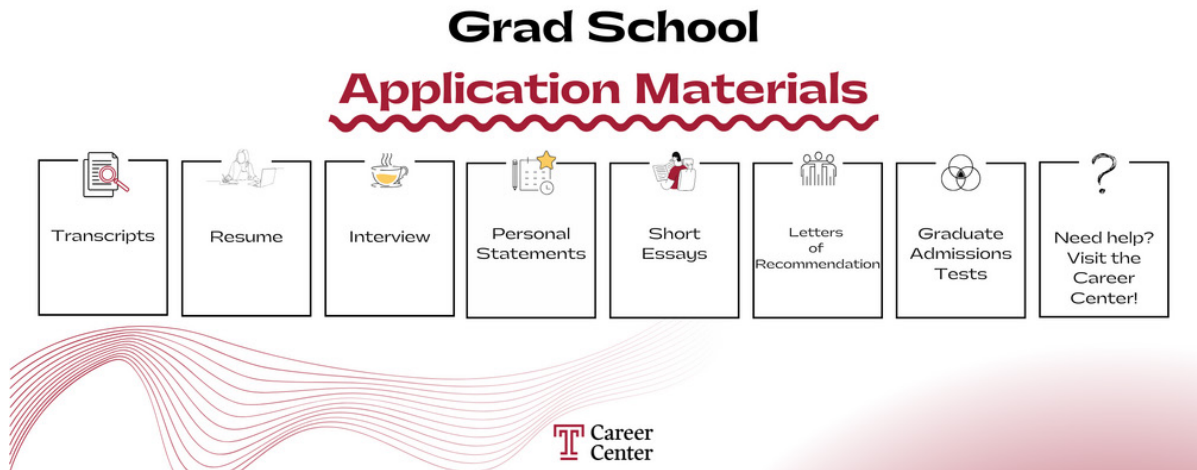 Grad School
Application Materials
Transcripts
Resume
Interview
Personal
Statements
Short
Essays
Letters
of
Recommendation
Graduate
Admissions
Tests
Need help?
Visit the
Career
Center!
T Career
Center